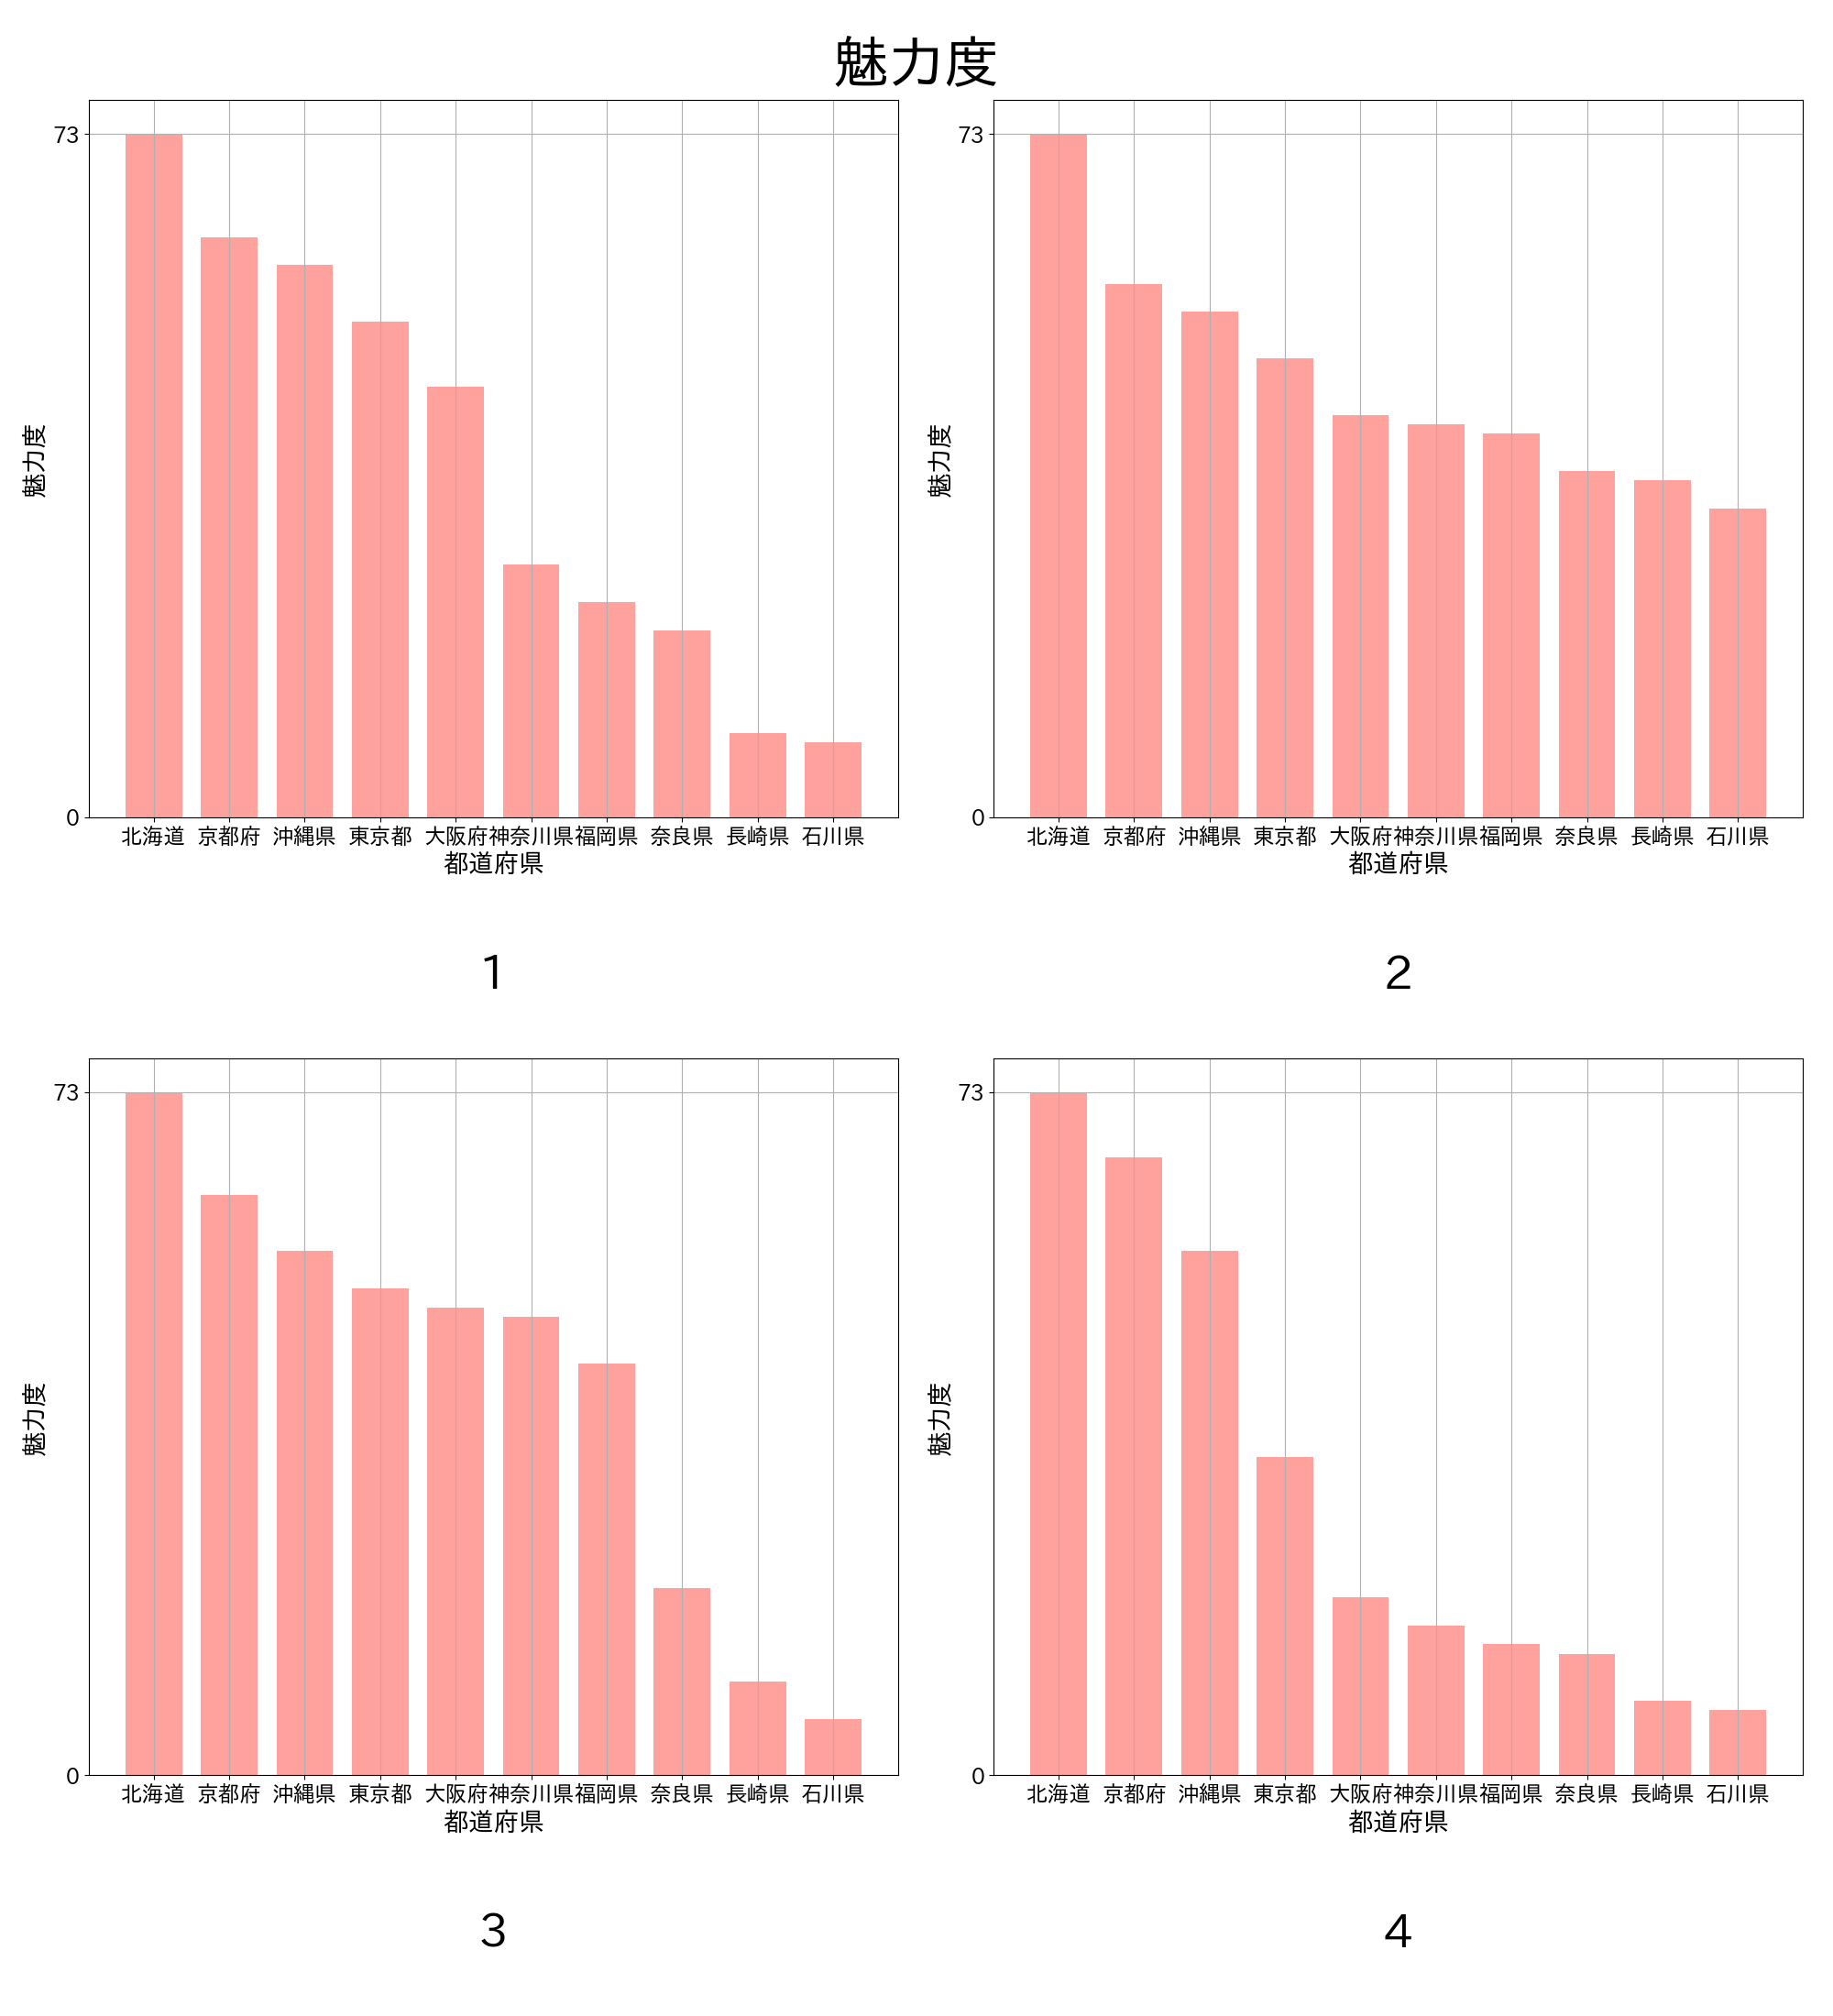 魅力度
魅力度
73
0
北海道 京都府 沖縄県 東京都 大阪府 神奈川県 福岡県 奈良県 長崎県 石川県
都道府県
1
魅力度
73
0
北海道 京都府 沖縄県 東京都 大阪府 神奈川県 福岡県 奈良県 長崎県 石川県
都道府県
2
魅力度
73
0
北海道 京都府 沖縄県 東京都 大阪府 神奈川県 福岡県 奈良県 長崎県 石川県
都道府県
3
魅力度
73
0
北海道 京都府 沖縄県 東京都 大阪府 神奈川県 福岡県 奈良県 長崎県 石川県
都道府県
4